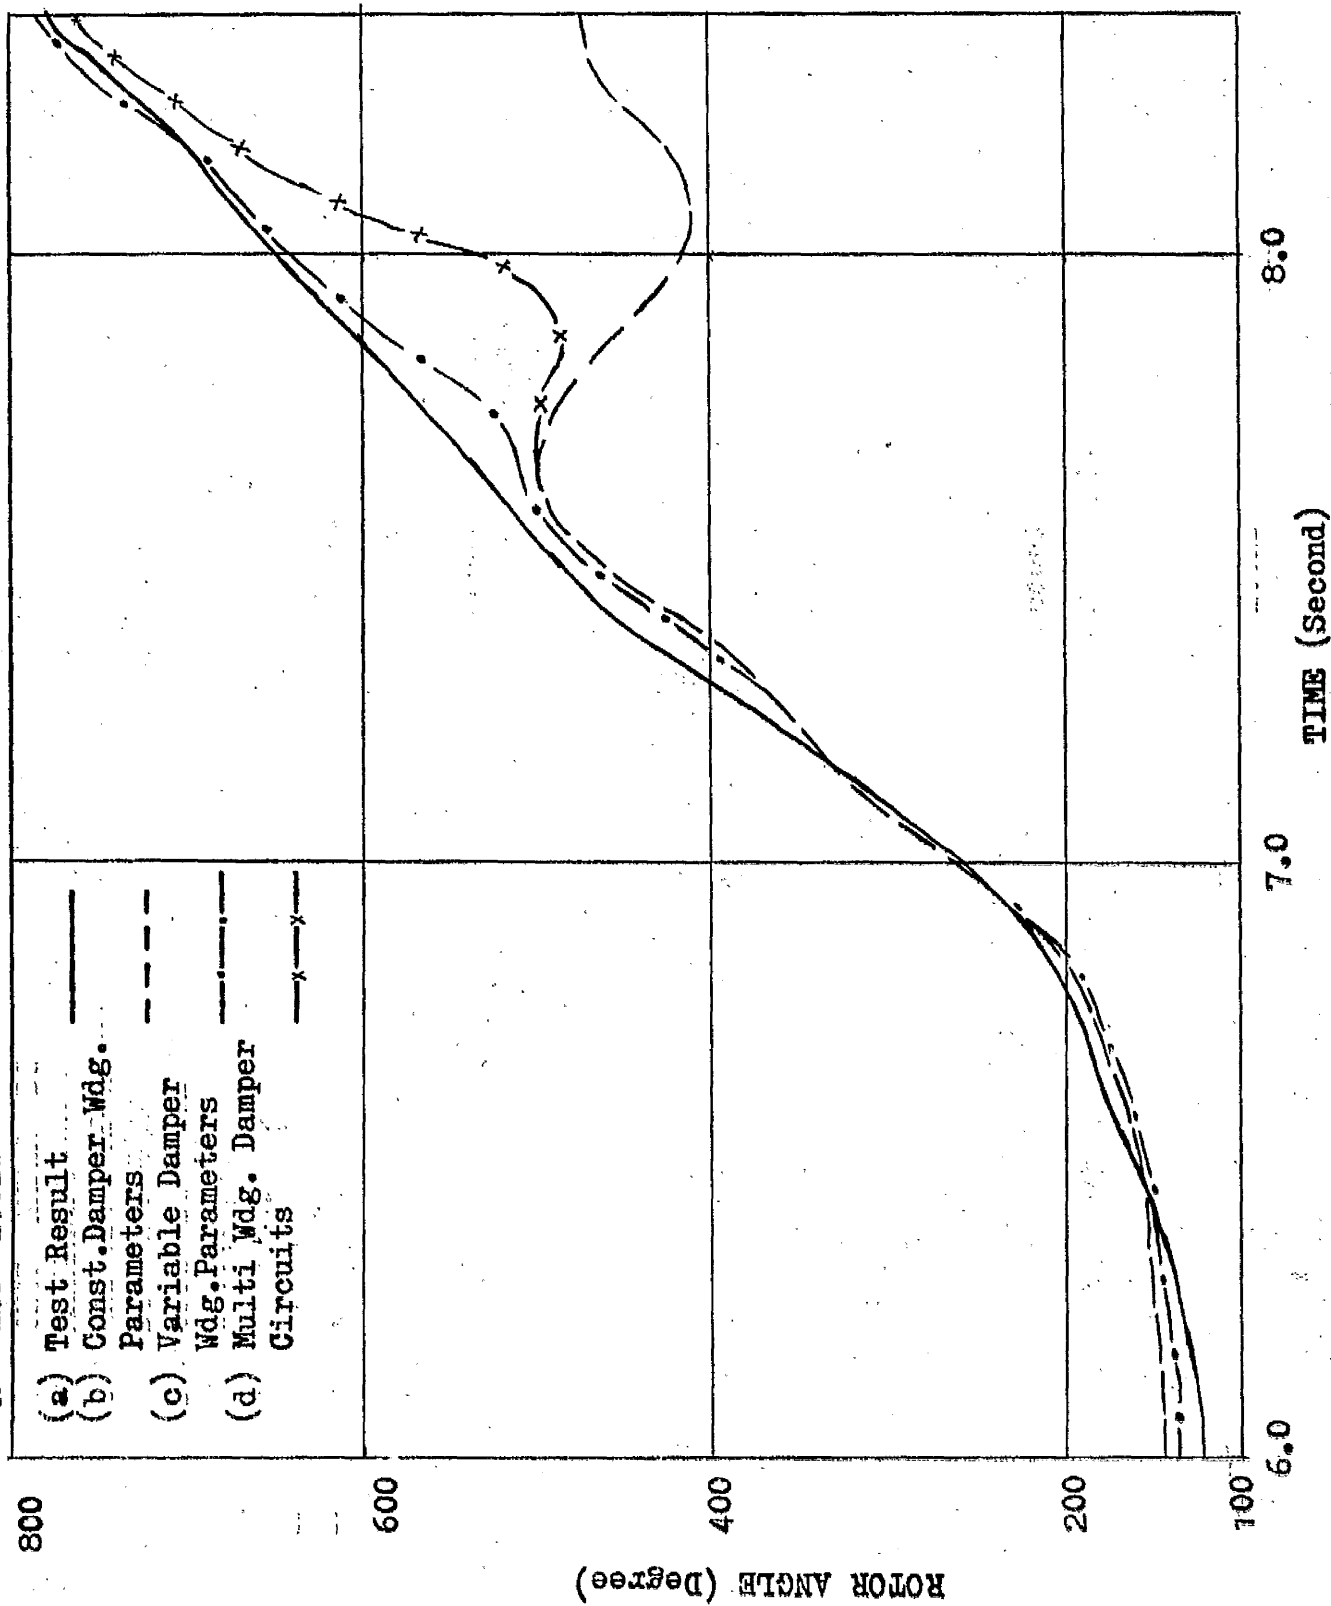 (a) Test Result
(b) Const.Damper Wdg.
Parameters
(c) Variable Damper
Wdg.Parameters
(d) Multi Wdg. Damper
Circuits
800
600
400
200
100
ROTOR ANGLE (Degree)
6.0
7.0
8.0
TIME (Second)